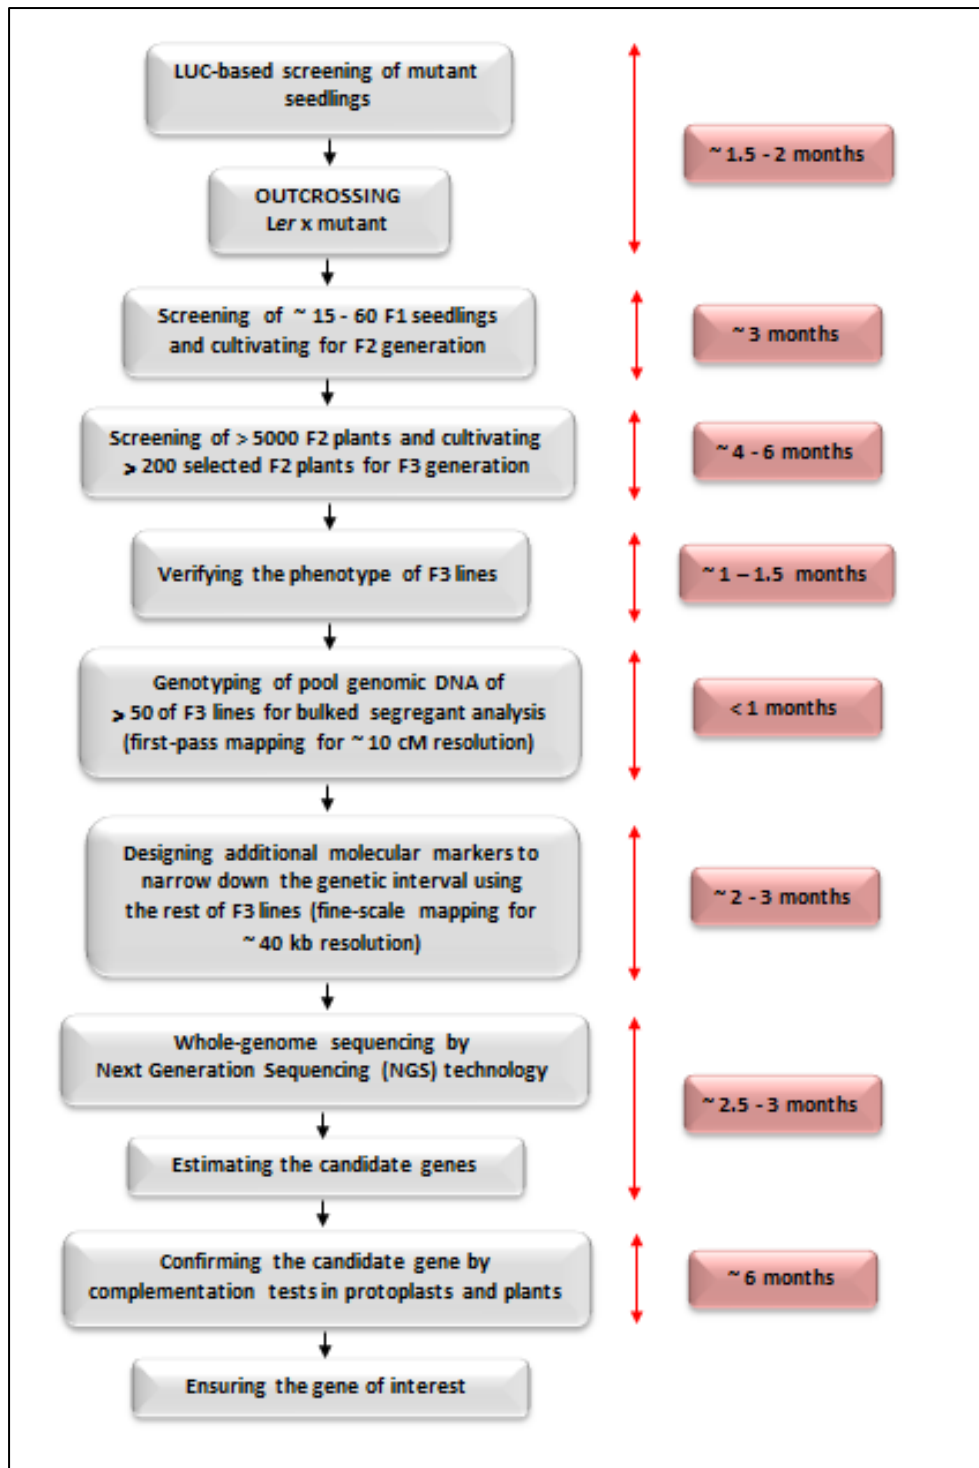 LUC-based screening of mutant
seedlings
~ 1.5 - 2 months
OUTCROSSING
Ler x mutant
Screening of ~ 15 - 60 F1 seedlings
and cultivating for F2 generation
~ 3 months
Screening of > 5000 F2 plants and cultivating
⩾ 200 selected F2 plants for F3 generation
~ 4 - 6 months
Verifying the phenotype of F3 lines
~ 1 – 1.5 months
Genotyping of pool genomic DNA of
⩾ 50 of F3 lines for bulked segregant analysis
(first-pass mapping for ~ 10 cM resolution)
< 1 months
Designing additional molecular markers to
narrow down the genetic interval using
the rest of F3 lines (fine-scale mapping for
~ 40 kb resolution)
~ 2 - 3 months
Whole-genome sequencing by
Next Generation Sequencing (NGS) technology
~ 2.5 - 3 months
Estimating the candidate genes
Confirming the candidate gene by
complementation tests in protoplasts and plants
~ 6 months
Ensuring the gene of interest